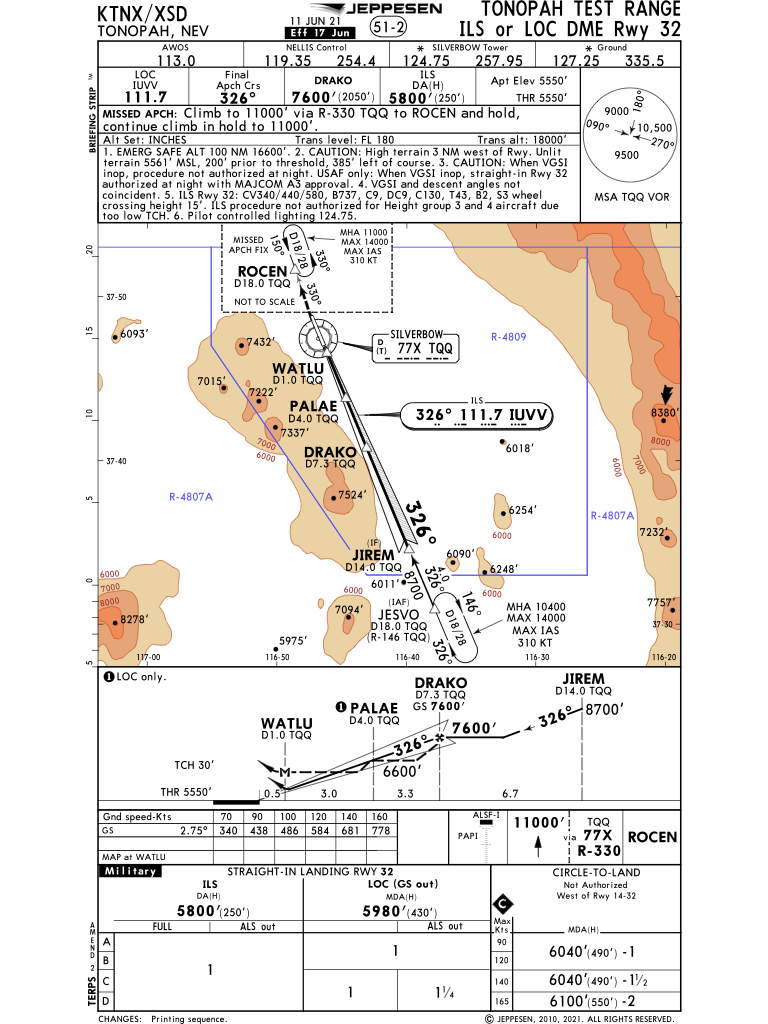 KTNX/XSD
TONOPAH, NEV
JEPPESEN
11 JUN 21
Eff 17 Jun
51-2
TONOPAH TEST RANGE
ILS or LOC DME Rwy 32
AWOS
113.0
NELLIS Control
119.35 254.4
* SILVERBOW Tower
124.75 257.95
* Ground
127.25 335.5
BRIEFING STRIP ™
LOC
IUVV
111.7
Final
Apch Crs
326°
DRAKO
7600' (2050')
ILS
DA(H)
5800' (250')
Apt Elev 5550'
THR 5550'
MISSED APCH: Climb to 11000' via R-330 TQQ to ROCEN and hold,
continue climb in hold to 11000'.
Alt Set: INCHES Trans level: FL 180 Trans alt: 18000'
1. EMERG SAFE ALT 100 NM 16600'. 2. CAUTION: High terrain 3 NM west of Rwy. Unlit
terrain 5561' MSL, 200' prior to threshold, 385' left of course. 3. CAUTION: When VGSI
inop, procedure not authorized at night. USAF only: When VGSI inop, straight-in Rwy 32
authorized at night with MAJCOM A3 approval. 4. VGSI and descent angles not
coincident. 5. ILS Rwy 32: CV340/440/580, B737, C9, DC9, C130, T43, B2, S3 wheel
crossing height 15'. ILS procedure not authorized for Height group 3 and 4 aircraft due
too low TCH. 6. Pilot controlled lighting 124.75.
180°
9000
090°
10,500
270°
9500
MSA TQQ VOR
MISSED
APCH FIX
150°
D18/28
330°
MHA 11000
MAX 14000
MAX IAS
310 KT
ROCEN
D18.0 TQQ
330°
NOT TO SCALE
20
15
10
5
0
5
37-50
37-40
37-30
6093'
7432'
7015'
7222'
7337'
7000
6000
SILVERBOW
D
(T)
77X TQQ
R-4809
WATLU
D1.0 TQQ
PALAE
D4.0 TQQ
ILS
326° 111.7 IUVV
DRAKO
D7.3 TQQ
6018'
8380'
8000
7000
6000
7524'
R-4807A
326°
6254'
6000
R-4807A
7232'
(IF)
JIREM
D14.0 TQQ
6090'
6248'
6000
6011'
8700
4.0
326°
146°
6000
7000
8000
8278'
7094'
6000
(IAF)
JESVO
D18.0 TQQ
(R-146 TQQ)
D18/28
326°
MHA 10400
MAX 14000
MAX IAS
310 KT
7757'
5975'
117-00
116-50
116-40
116-30
116-20
1 LOC only.
DRAKO
D7.3 TQQ
GS 7600'
JIREM
D14.0 TQQ
1 PALAE
D4.0 TQQ
WATLU
D1.0 TQQ
7600'
326°
8700'
326°
6600'
TCH 30'
M
THR 5550'
0.5
3.0
3.3
6.7
Gnd speed-Kts 70 90 100 120 140 160
GS 2.75° 340 438 486 584 681 778
MAP at WATLU
ALSF-I
PAPI
11000'
via
TQQ
77X
R-330
ROCEN
Military
STRAIGHT-IN LANDING RWY 32
ILS
DA(H)
5800' (250')
LOC (GS out)
MDA(H)
5980' (430')
FULL
ALS out
ALS out
CIRCLE-TO-LAND
Not Authorized
West of Rwy 14-32
C
Max
Kts
MDA(H)
A
B
C
D
1
1
1
1¼
90
120
6040' (490') -1
140
6040' (490') -1½
165
6100' (550') -2
TERPS AMEND 2
CHANGES: Printing sequence.
© JEPPESEN, 2010, 2021. ALL RIGHTS RESERVED.